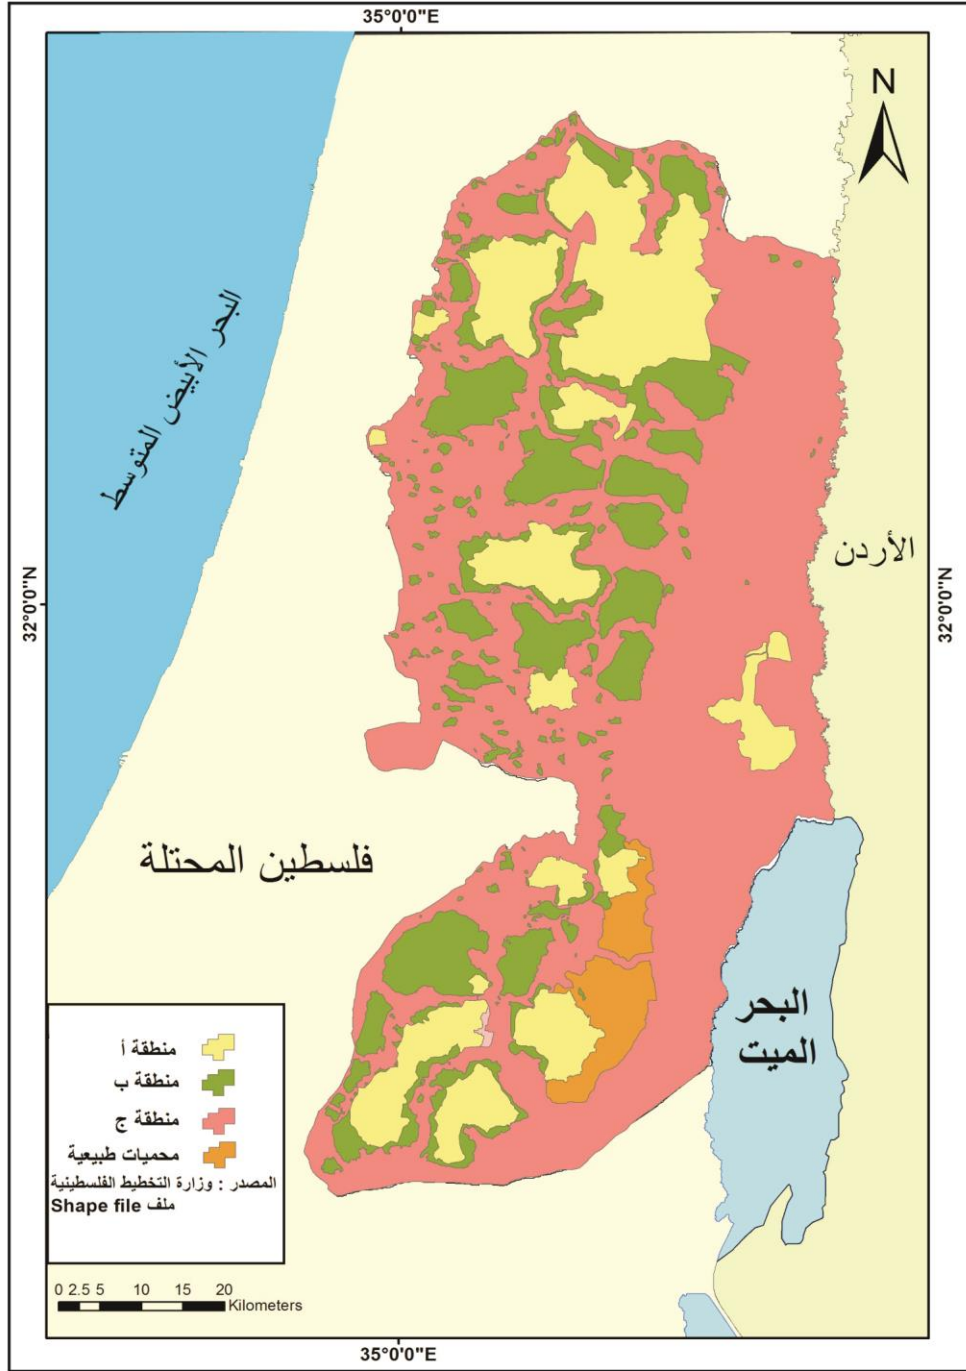 35°0'0"E
N
البحر الأبيض المتوسط
الأردن
32°0'0"N
32°0'0"N
فلسطين المحتلة
البحر
الميت
منطقة أ
منطقة ب
منطقة ج
محميات طبيعية
المصدر : وزارة التخطيط الفلسطينية
ملف Shape file
0 2.5 5 10 15 20
Kilometers
35°0'0"E